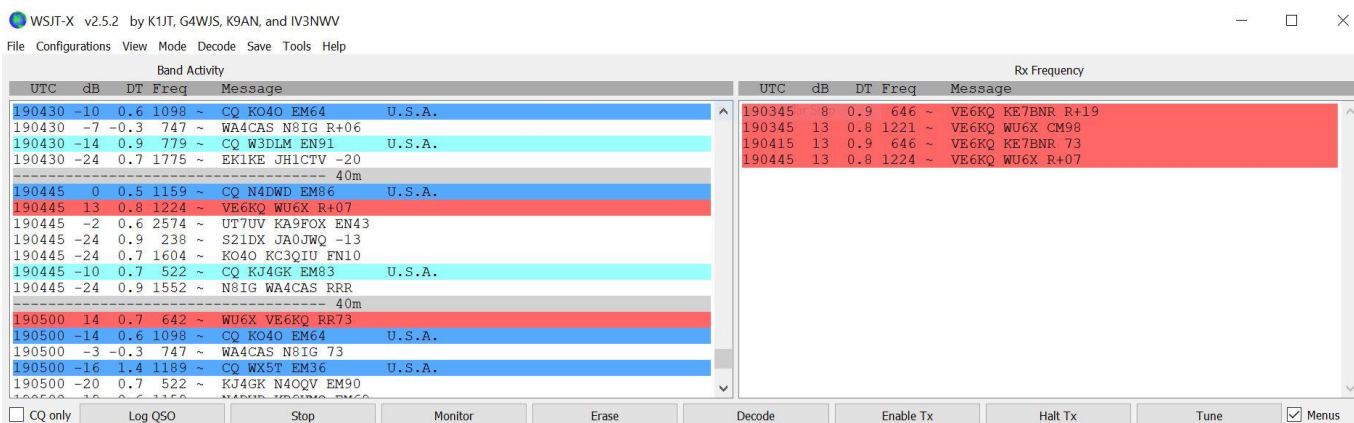 WSJT-X v2.5.2 by K1JT, G4WJS, K9AN, and IV3NWV
File Configurations View Mode Decode Save Tools Help
Band Activity
UTC dB DT Freq Message
190430 -10 0.6 1098 ~ CQ KO4O EM64 U.S.A.
190430 -7 -0.3 747 ~ WA4CAS N8IG R+06
190430 -14 0.9 779 ~ CQ W3DLM EN91 U.S.A.
190430 -24 0.7 1775 ~ EK1KE JH1CTV -20
------------------------------------ 40m
190445 0 0.5 1159 ~ CQ N4DWD EM86 U.S.A.
190445 13 0.8 1224 ~ VE6KQ WU6X R+07
190445 -2 0.6 2574 ~ UT7UV KA9FOX EN43
190445 -24 0.9 238 ~ S21DX JA0JWQ -13
190445 -24 0.7 1604 ~ KO4O KC3QIU FN10
190445 -10 0.7 522 ~ CQ KJ4GK EM83 U.S.A.
190445 -24 0.9 1552 ~ N8IG WA4CAS RRR
------------------------------------ 40m
190500 14 0.7 642 ~ WU6X VE6KQ RR73
190500 -14 0.6 1098 ~ CQ KO4O EM64 U.S.A.
190500 -3 -0.3 747 ~ WA4CAS N8IG 73
190500 -16 1.4 1189 ~ CQ WX5T EM36 U.S.A.
190500 -20 0.7 522 ~ KJ4GK N4OQV EM90
Rx Frequency
UTC dB DT Freq Message
190345 8 0.9 646 ~ VE6KQ KE7BNR R+19
190345 13 0.8 1221 ~ VE6KQ WU6X CM98
190415 13 0.9 646 ~ VE6KQ KE7BNR 73
190445 13 0.8 1224 ~ VE6KQ WU6X R+07
CQ only Log QSO Stop Monitor Erase Decode Enable Tx Halt Tx Tune Menus